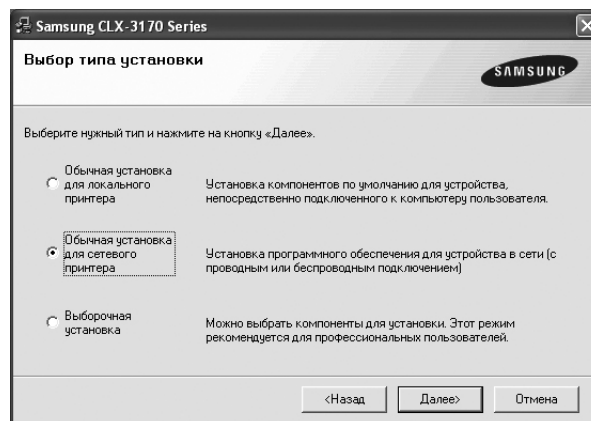 Samsung CLX-3170 Series
Выбор типа установки
SAMSUNG
Выберите нужный тип и нажмите на кнопку «Далее».
Обычная установка
для локального
принтера
Установка компонентов по умолчанию для устройства,
непосредственно подключенного к компьютеру пользователя.
Обычная установка
для сетевого
принтера
Установка программного обеспечения для устройства в сети (с
проводным или беспроводным подключением)
Выборочная
установка
Можно выбрать компоненты для установки. Этот режим
рекомендуется для профессиональных пользователей.
<Назад
Далее>
Отмена